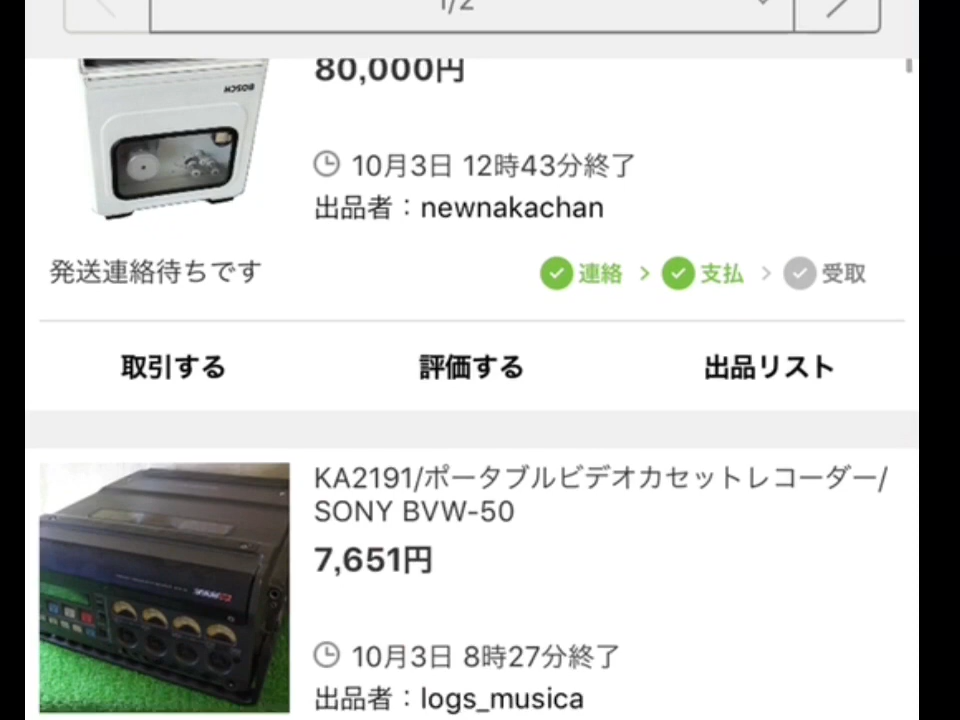 1/2
80,000円
BOSCH
10月3日 12時43分終了
出品者：newnakachan
発送連絡待ちです
連絡 > 支払 > 受取
取引する
評価する
出品リスト
KA2191/ポータブルビデオカセットレコーダー/
SONY BVW-50
7,651円
10月3日 8時27分終了
出品者：logs_musica